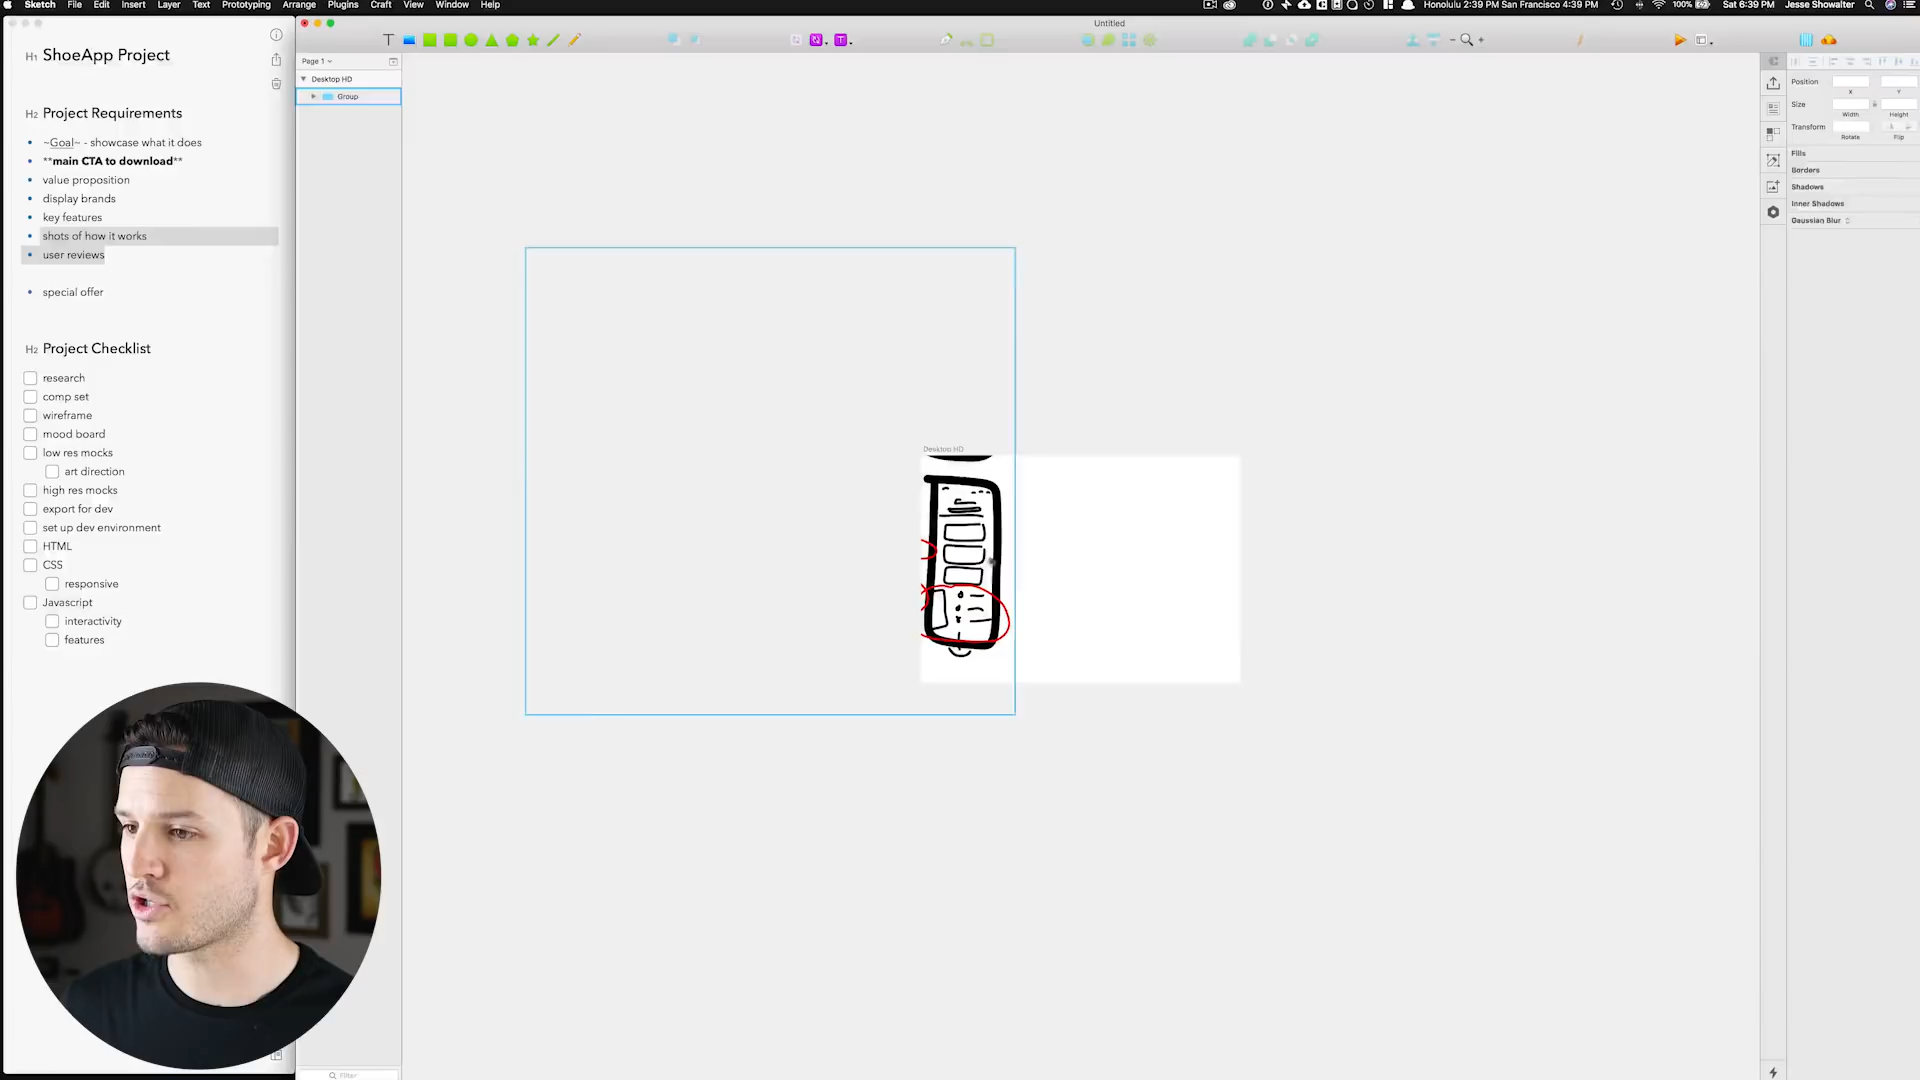 Sketch File Edit Insert Layer Text Prototyping Arrange Plugins Craft View Window Help
Honolulu 2:39 PM San Francisco 4:39 PM 100% Sat 6:39 PM Jesse Showalter
Untitled
H1 ShoeApp Project
H2 Project Requirements
• ~Goal~ - showcase what it does
• **main CTA to download**
• value proposition
• display brands
• key features
• shots of how it works
• user reviews
• special offer
H2 Project Checklist
research
comp set
wireframe
mood board
low res mocks
art direction
high res mocks
export for dev
set up dev environment
HTML
CSS
responsive
Javascript
interactivity
features
Page 1
Desktop HD
Group
Filter
Desktop HD
Position
X Y
Size
Width Height
Transform
Rotate Flip
Fills
Borders
Shadows
Inner Shadows
Gaussian Blur